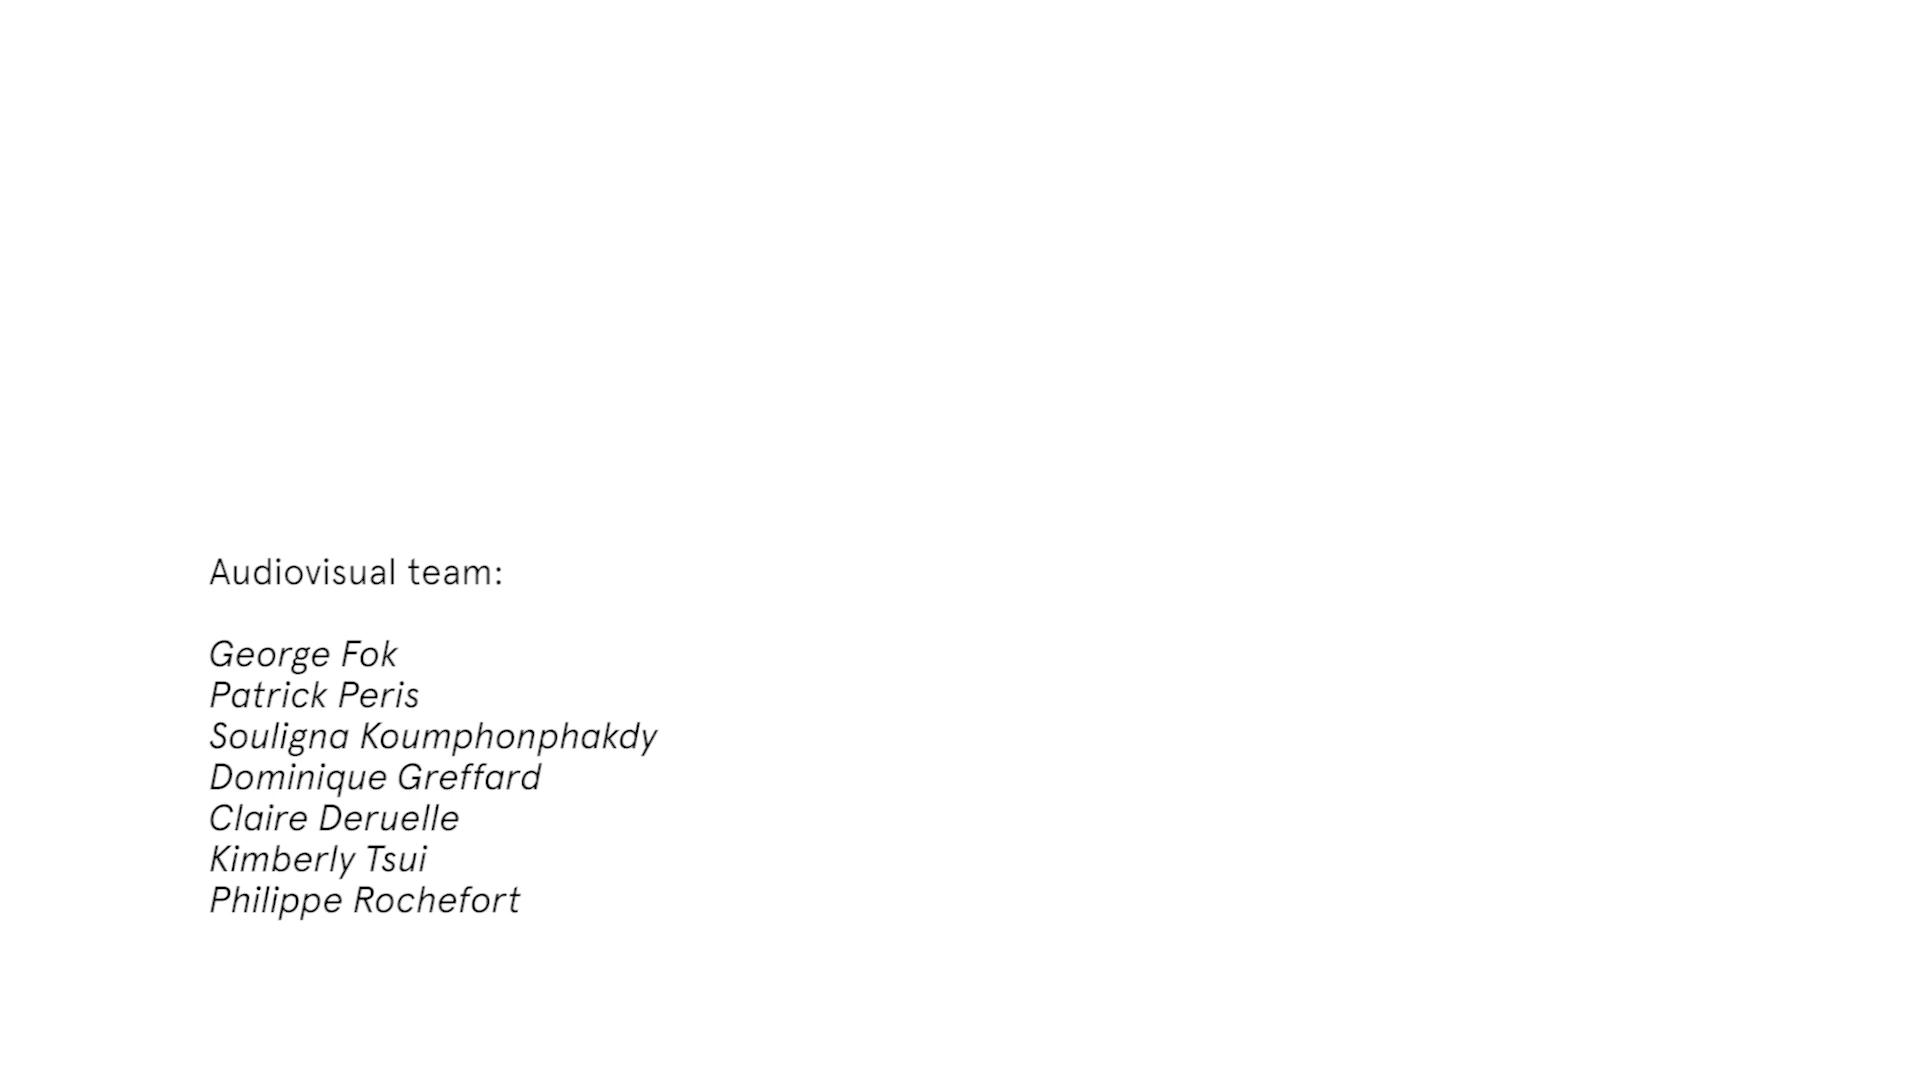 Audiovisual team:
George Fok
Patrick Peris
Souligna Koumphonphakdy
Dominique Greffard
Claire Deruelle
Kimberly Tsui
Philippe Rochefort